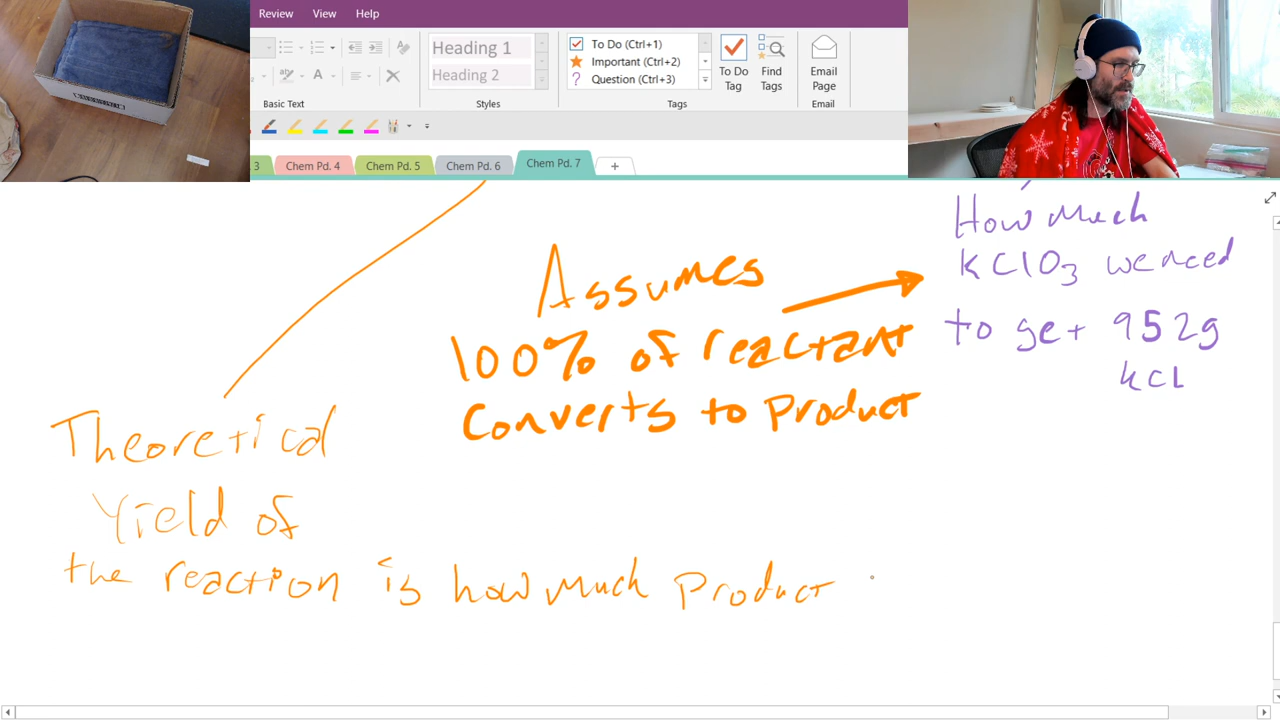 Review View Help
Heading 1
Heading 2
To Do (Ctrl+1)
Important (Ctrl+2)
Question (Ctrl+3)
To Do
Tag
Find
Tags
Email
Page
Basic Text
Styles
Tags
Email
3
Chem Pd. 4
Chem Pd. 5
Chem Pd. 6
Chem Pd. 7
How much
KClO3 we need
to get 952g
KCl
Assumes
100% of reactant
Converts to Product
Theoretical
Yield of
the reaction is how much Product